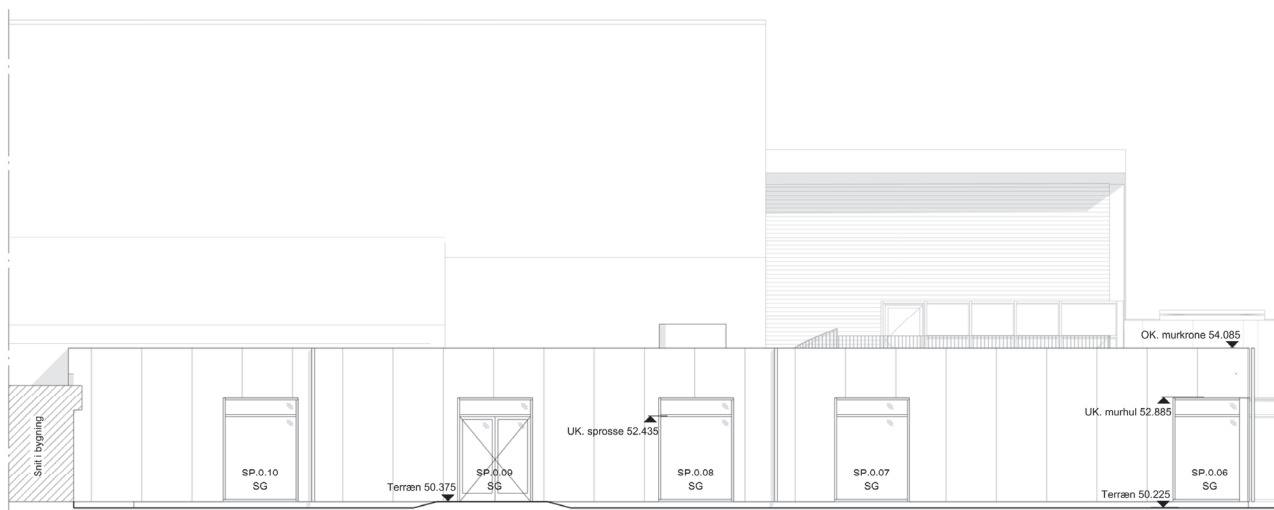 OK. murkrone 54.085
UK. murhul 52.885
UK. sprosse 52.435
Snit i bygning
SP.0.10
SG
SP.0.09
SG
SP.0.08
SG
SP.0.07
SG
SP.0.06
SG
Terræn 50.375
Terræn 50.225